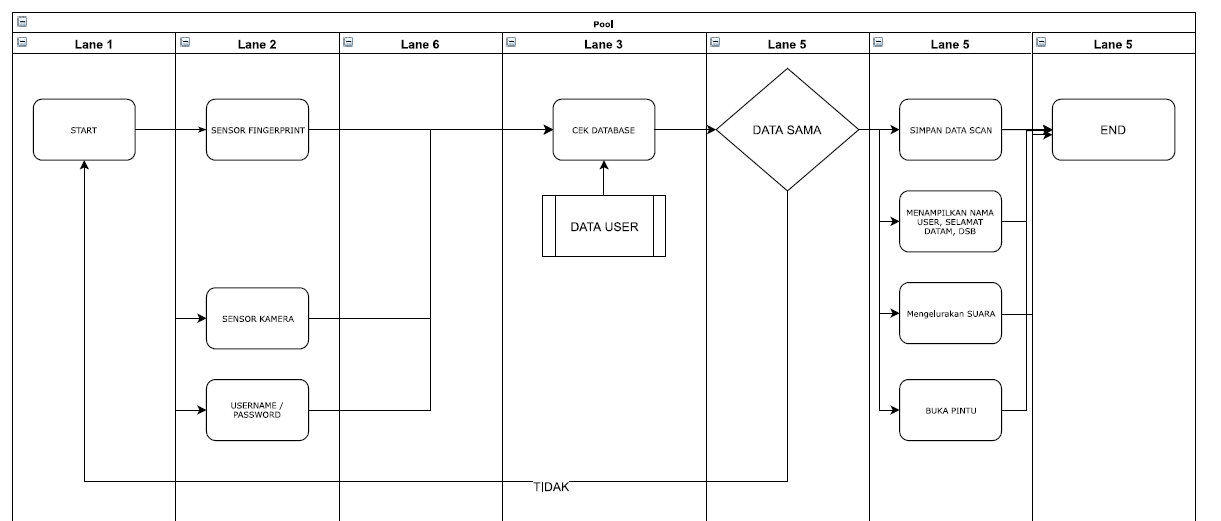 Pool
Lane 1
Lane 2
Lane 6
Lane 3
Lane 5
Lane 5
Lane 5
START
SENSOR FINGERPRINT
CEK DATABASE
DATA SAMA
SIMPAN DATA SCAN
END
DATA USER
MENAMPILKAN NAMA
USER, SELAMAT
DATAM, DSB
SENSOR KAMERA
Mengelurakan SUARA
USERNAME /
PASSWORD
BUKA PINTU
TIDAK